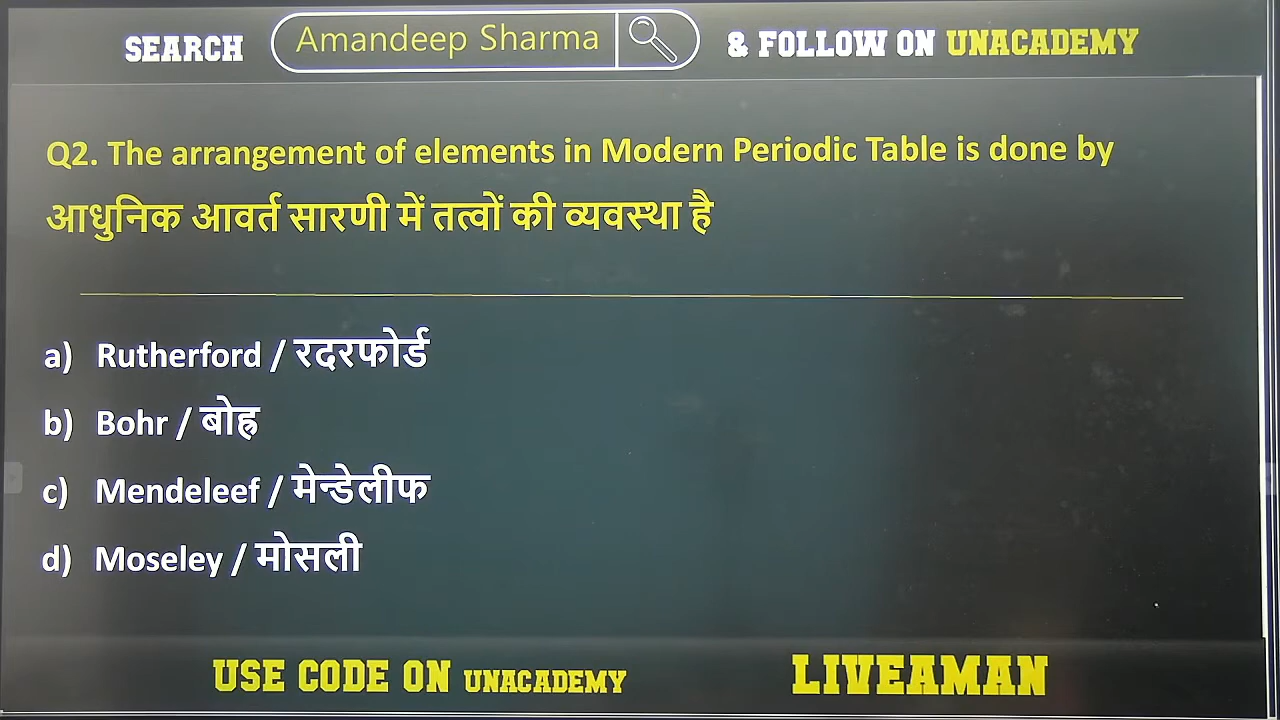 SEARCH Amandeep Sharma & FOLLOW ON UNACADEMY
Q2. The arrangement of elements in Modern Periodic Table is done by
आधुनिक आवर्त सारणी में तत्वों की व्यवस्था है
a) Rutherford / रदरफोर्ड
b) Bohr / बोह्र
c) Mendeleef / मेन्डेलीफ
d) Moseley / मोसली
USE CODE ON UNACADEMY LIVEAMAN